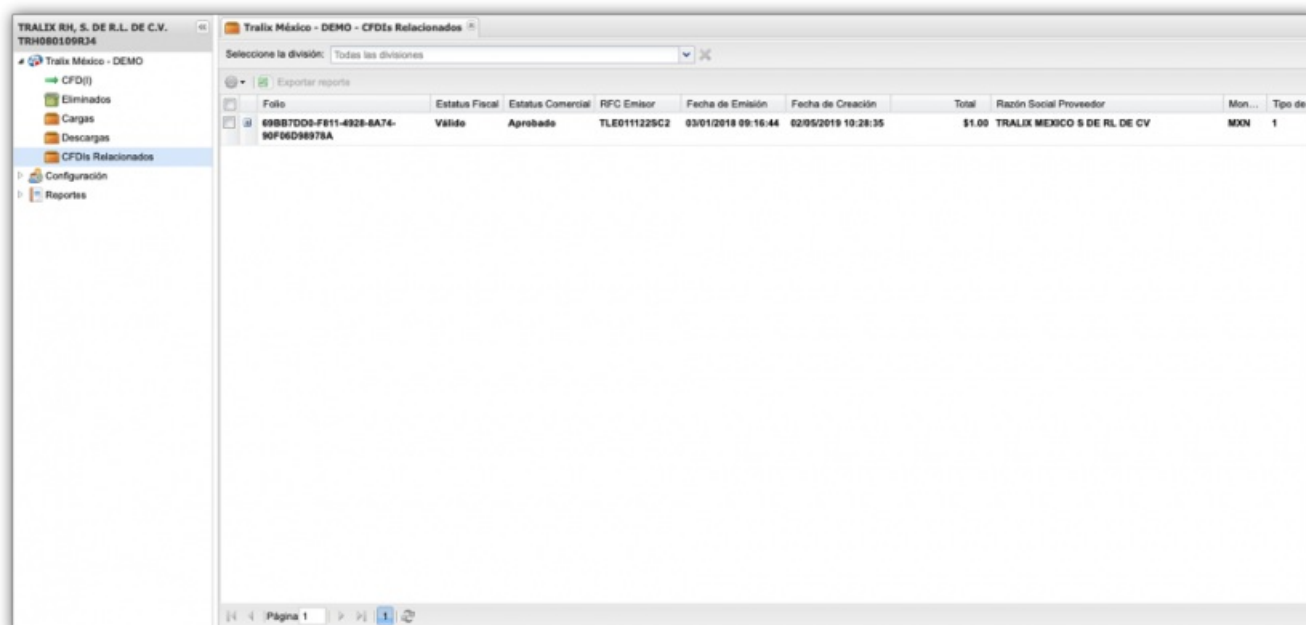 TRALIX RH, S. DE R.L. DE C.V.
TRH080109RJ4
Tralix México - DEMO
CFD(I)
Eliminados
Cargas
Descargas
CFDIs Relacionados
Configuración
Reportes
Tralix México - DEMO - CFDIs Relacionados
Seleccione la división: Todas las divisiones
Exportar reporte
Folio Estatus Fiscal Estatus Comercial RFC Emisor Fecha de Emisión Fecha de Creación Total Razón Social Proveedor Mon... Tipo de
69BB7DD0-F811-4928-8A74- Válido Aprobado TLE011122SC2 03/01/2018 09:16:44 02/05/2019 10:28:35 $1.00 TRALIX MEXICO S DE RL DE CV MXN 1
90F06D98978A
Página 1 1